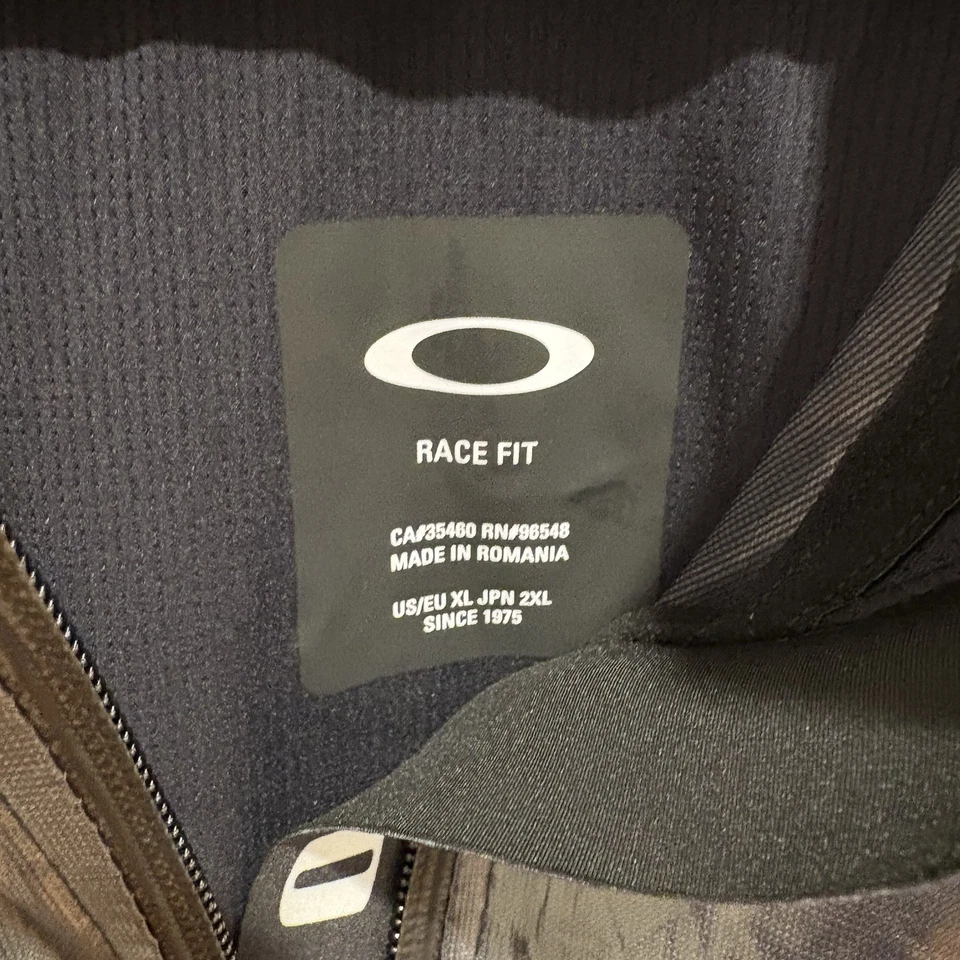 RACE FIT
CA#35460 RN#96548
MADE IN ROMANIA
US/EU XL JPN 2XL
SINCE 1975